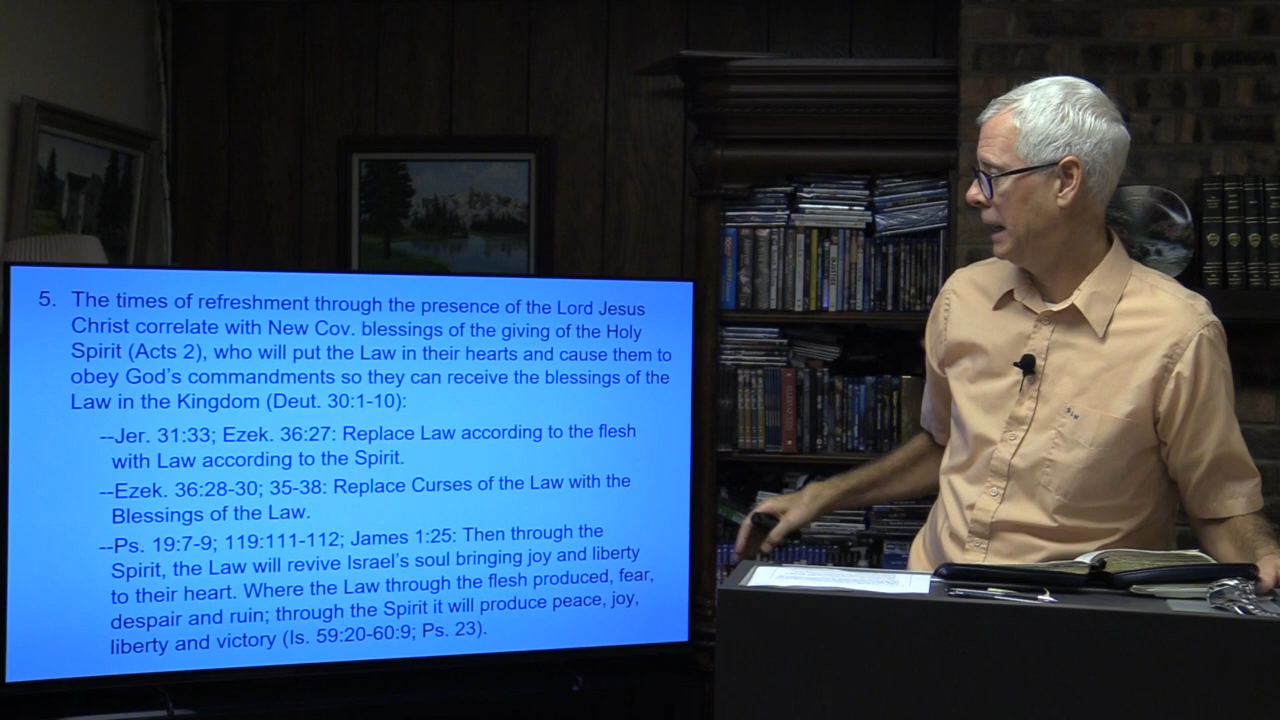 5. The times of refreshment through the presence of the Lord Jesus
Christ correlate with New Cov. blessings of the giving of the Holy
Spirit (Acts 2), who will put the Law in their hearts and cause them to
obey God's commandments so they can receive the blessings of the
Law in the Kingdom (Deut. 30:1-10):
--Jer. 31:33; Ezek. 36:27: Replace Law according to the flesh
with Law according to the Spirit.
--Ezek. 36:28-30; 35-38: Replace Curses of the Law with the
Blessings of the Law.
--Ps. 19:7-9; 119:111-112; James 1:25: Then through the
Spirit, the Law will revive Israel's soul bringing joy and liberty
to their heart. Where the Law through the flesh produced, fear,
despair and ruin; through the Spirit it will produce peace, joy,
liberty and victory (Is. 59:20-60:9; Ps. 23).